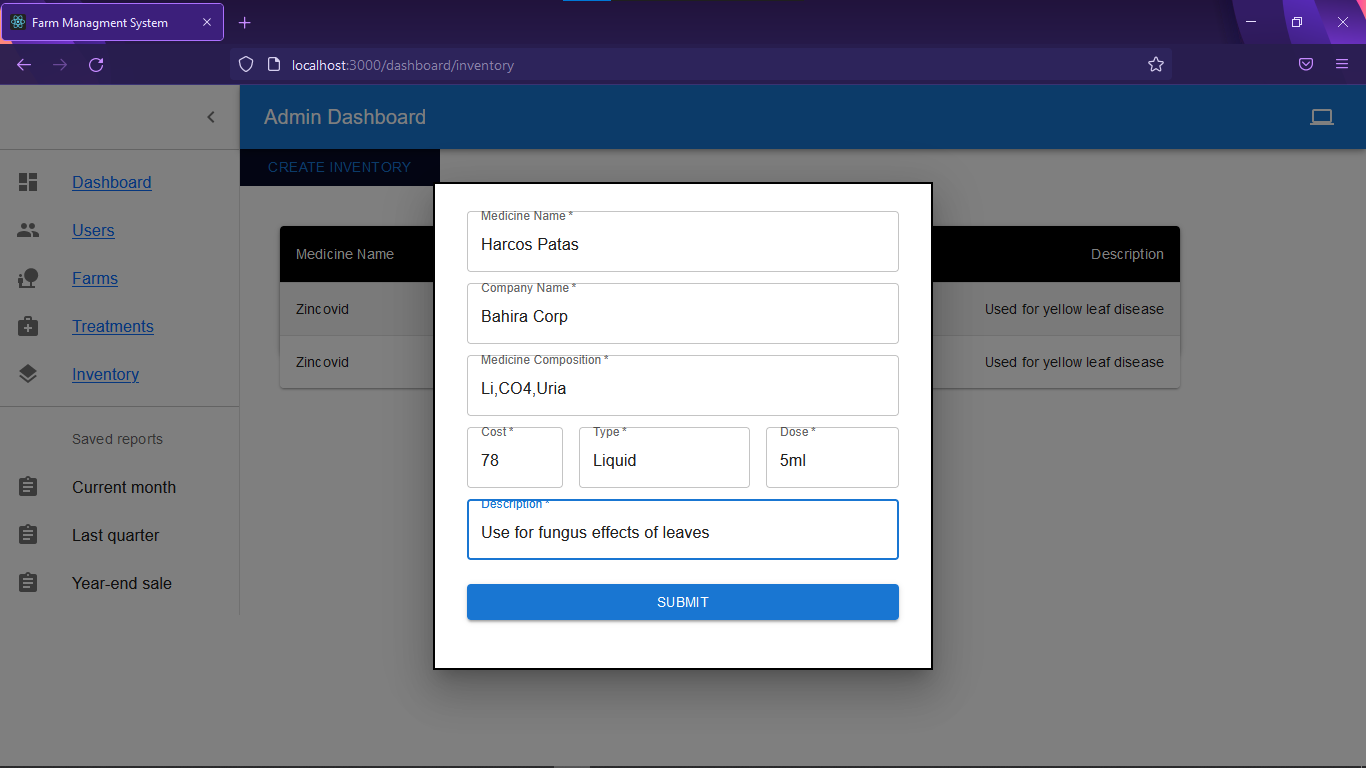 Farm Managment System
localhost:3000/dashboard/inventory
Admin Dashboard
CREATE INVENTORY
Dashboard
Users
Farms
Treatments
Inventory
Saved reports
Current month
Last quarter
Year-end sale
Medicine Name
Description
Zincovid
Used for yellow leaf disease
Zincovid
Used for yellow leaf disease
Medicine Name *
Harcos Patas
Company Name *
Bahira Corp
Medicine Composition *
Li,CO4,Uria
Cost *
Type *
Dose *
78
Liquid
5ml
Description *
Use for fungus effects of leaves
SUBMIT